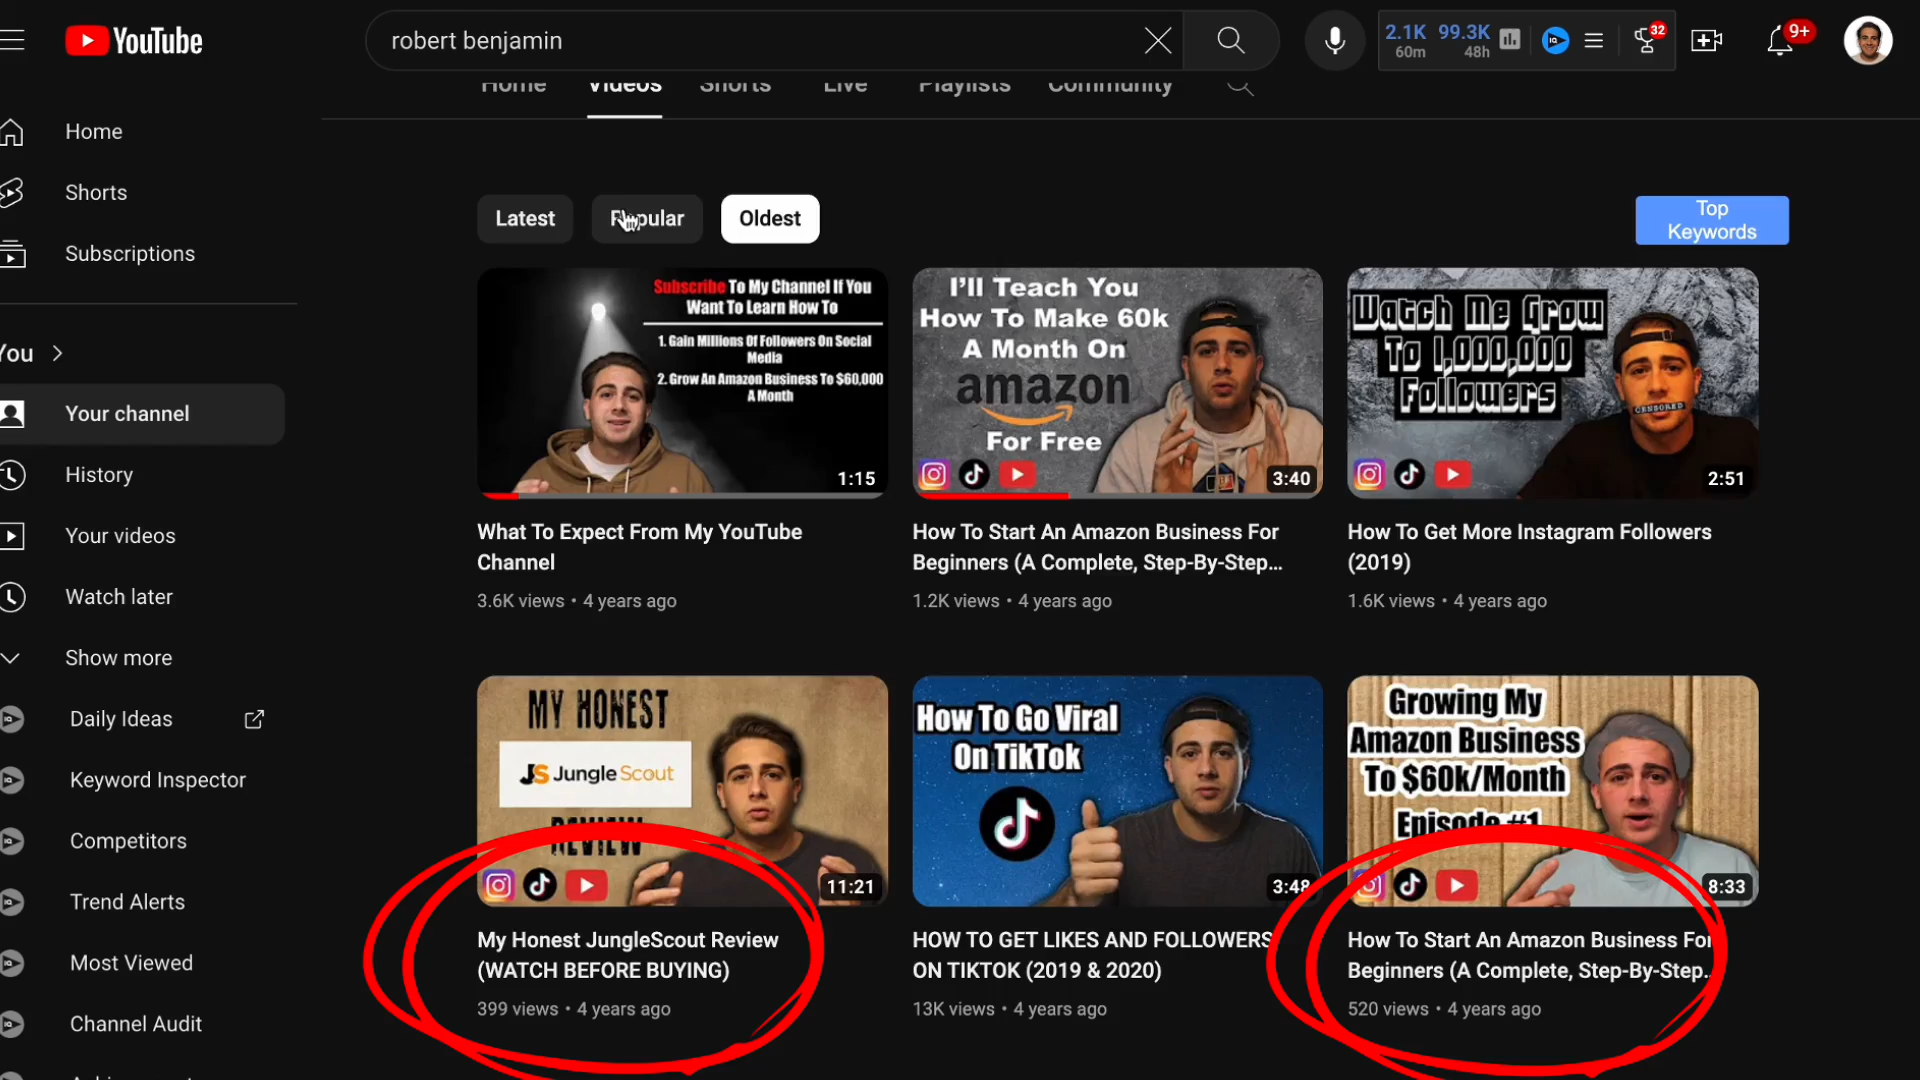 YouTube
robert benjamin
2.1K 99.3K
60m 48h
32
9+
Home Videos Shorts Live Playlists Community
Home
Shorts
Subscriptions
You
Your channel
History
Your videos
Watch later
Show more
Daily Ideas
Keyword Inspector
Competitors
Trend Alerts
Most Viewed
Channel Audit
Latest Popular Oldest
Top
Keywords
Subscribe To My Channel If You
Want To Learn How To
1. Gain Millions Of Followers On Social
Media
2. Grow An Amazon Business To $60,000
A Month
1:15
What To Expect From My YouTube
Channel
3.6K views • 4 years ago
I'll Teach You
How To Make 60k
A Month On
amazon
For Free
3:40
How To Start An Amazon Business For
Beginners (A Complete, Step-By-Step...
1.2K views • 4 years ago
Watch Me Grow
To 1,000,000
Followers
CENSORED
2:51
How To Get More Instagram Followers
(2019)
1.6K views • 4 years ago
MY HONEST
JS Jungle Scout
REVIEW
11:21
My Honest JungleScout Review
(WATCH BEFORE BUYING)
399 views • 4 years ago
How To Go Viral
On TikTok
3:48
HOW TO GET LIKES AND FOLLOWERS
ON TIKTOK (2019 & 2020)
13K views • 4 years ago
Growing My
Amazon Business
To $60k/Month
Episode #1
8:33
How To Start An Amazon Business For
Beginners (A Complete, Step-By-Step..
520 views • 4 years ago